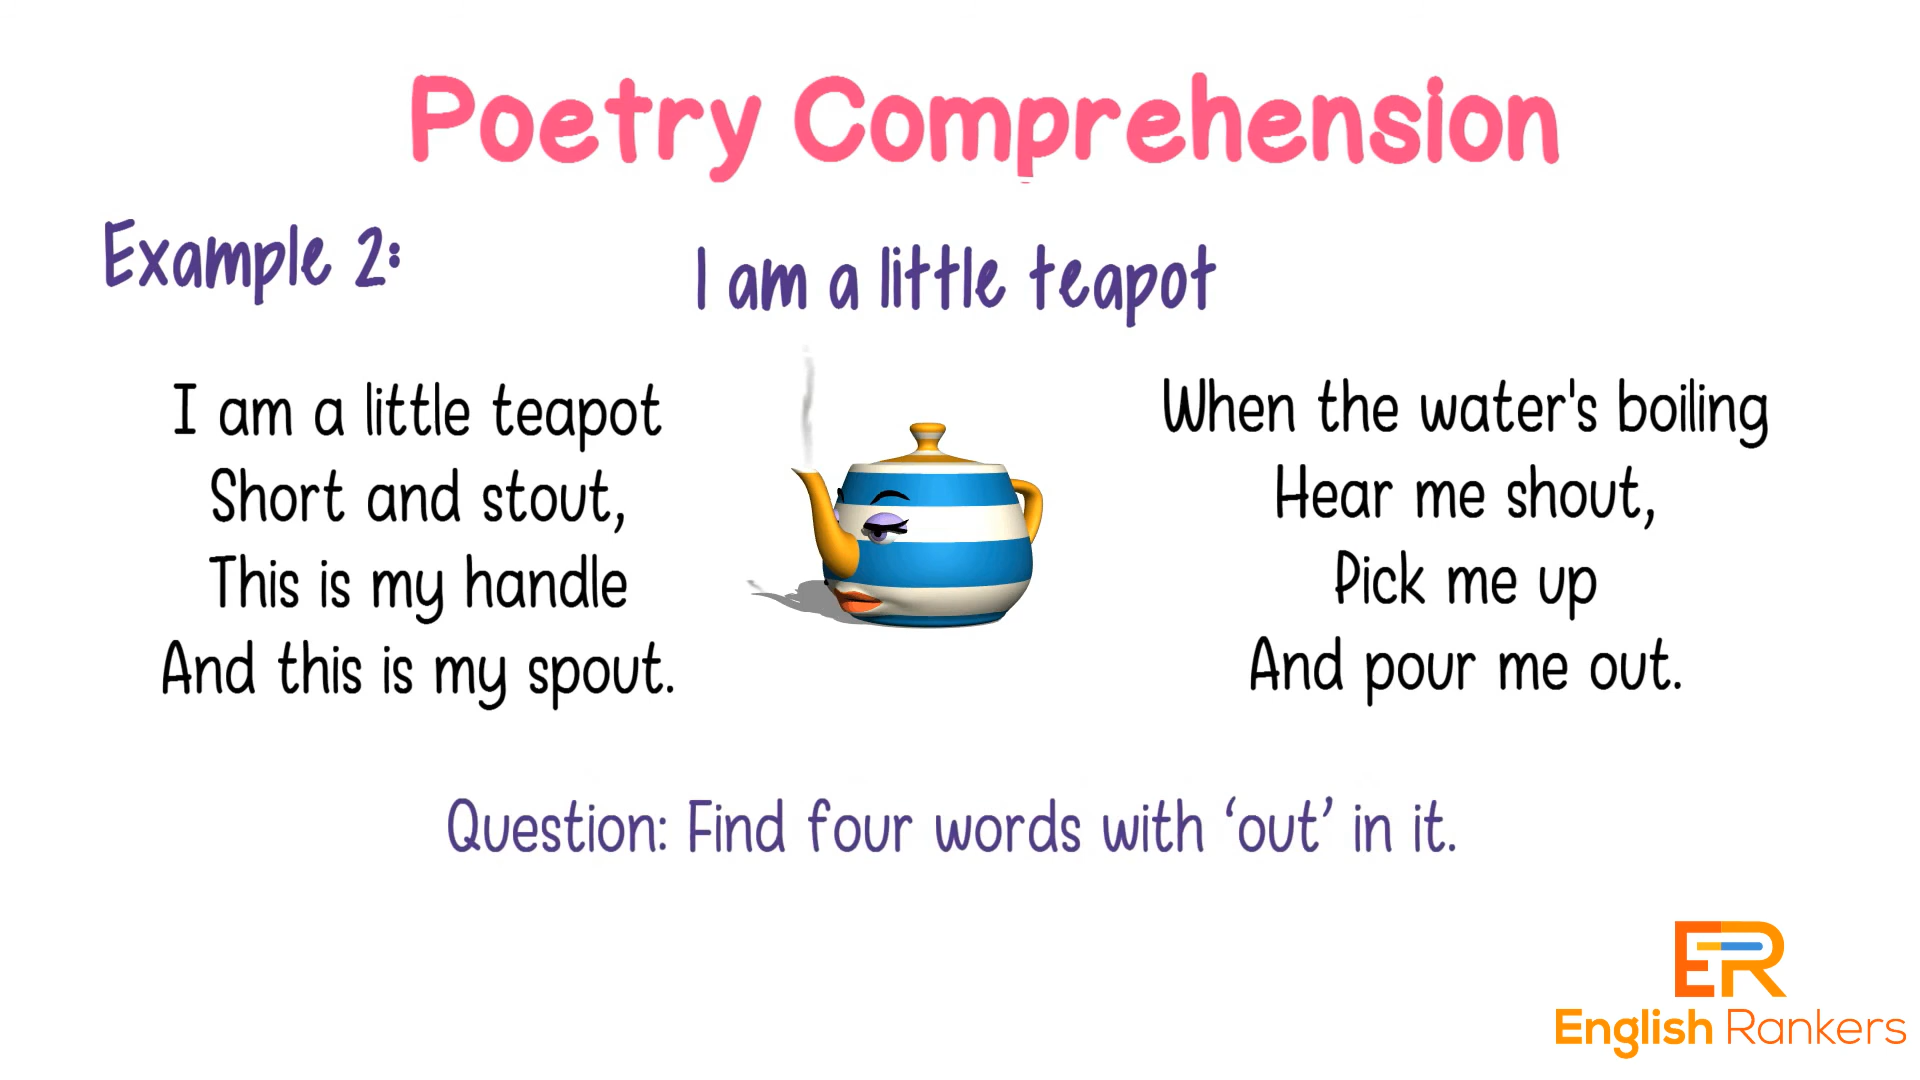 Poetry Comprehension
Example 2:
I am a little teapot
I am a little teapot
Short and stout,
This is my handle
And this is my spout.
When the water's boiling
Hear me shout,
Pick me up
And pour me out.
Question: Find four words with ‘out’ in it.
ER
English Rankers